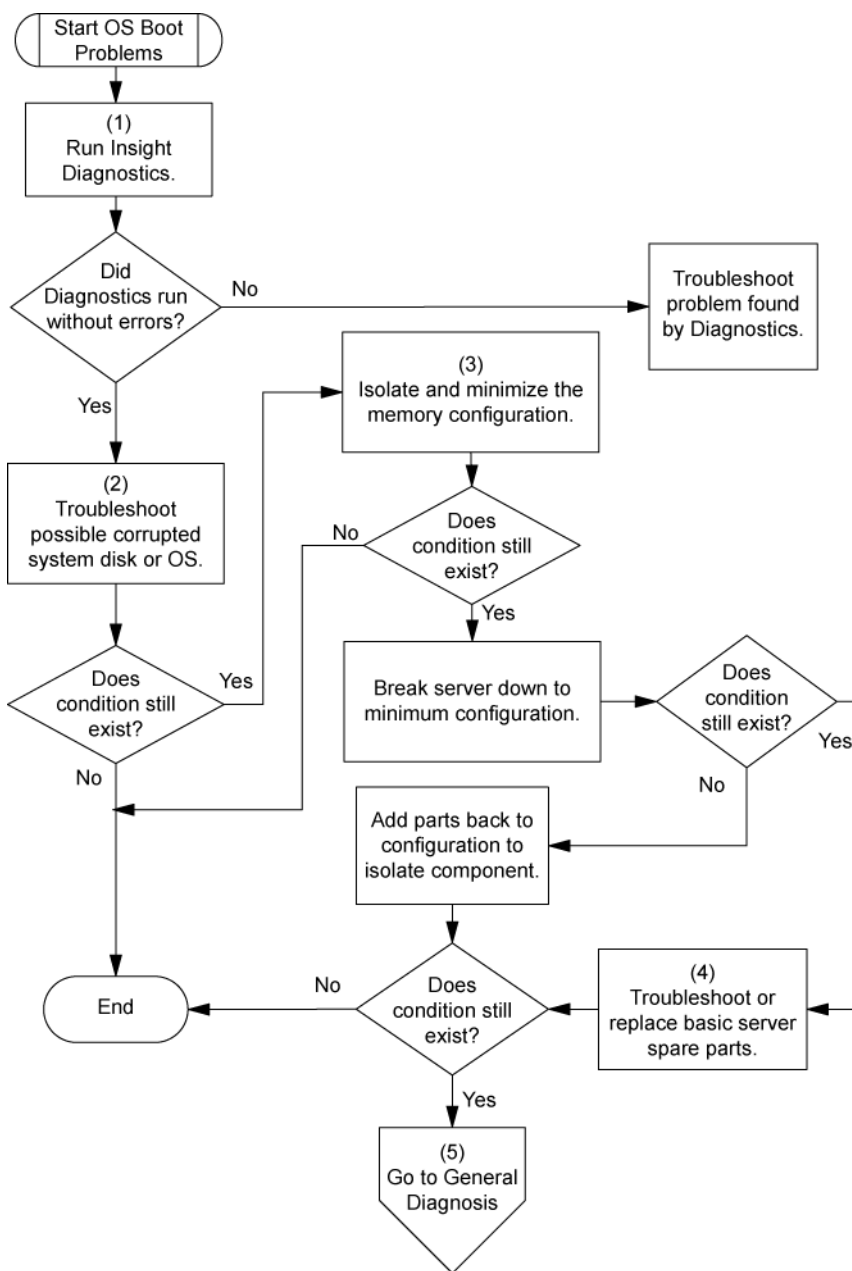 Start OS Boot
Problems
(1)
Run Insight
Diagnostics.
Did
Diagnostics run
without errors?
No
Troubleshoot
problem found
by Diagnostics.
Yes
(3)
Isolate and minimize the
memory configuration.
(2)
Troubleshoot
possible corrupted
system disk or OS.
No
Does
condition still
exist?
Yes
Does
condition still
exist?
Yes
No
Break server down to
minimum configuration.
Does
condition
still exist?
Yes
No
Add parts back to
configuration to
isolate component.
End
No
Does
condition still
exist?
(4)
Troubleshoot or
replace basic server
spare parts.
Yes
(5)
Go to General
Diagnosis